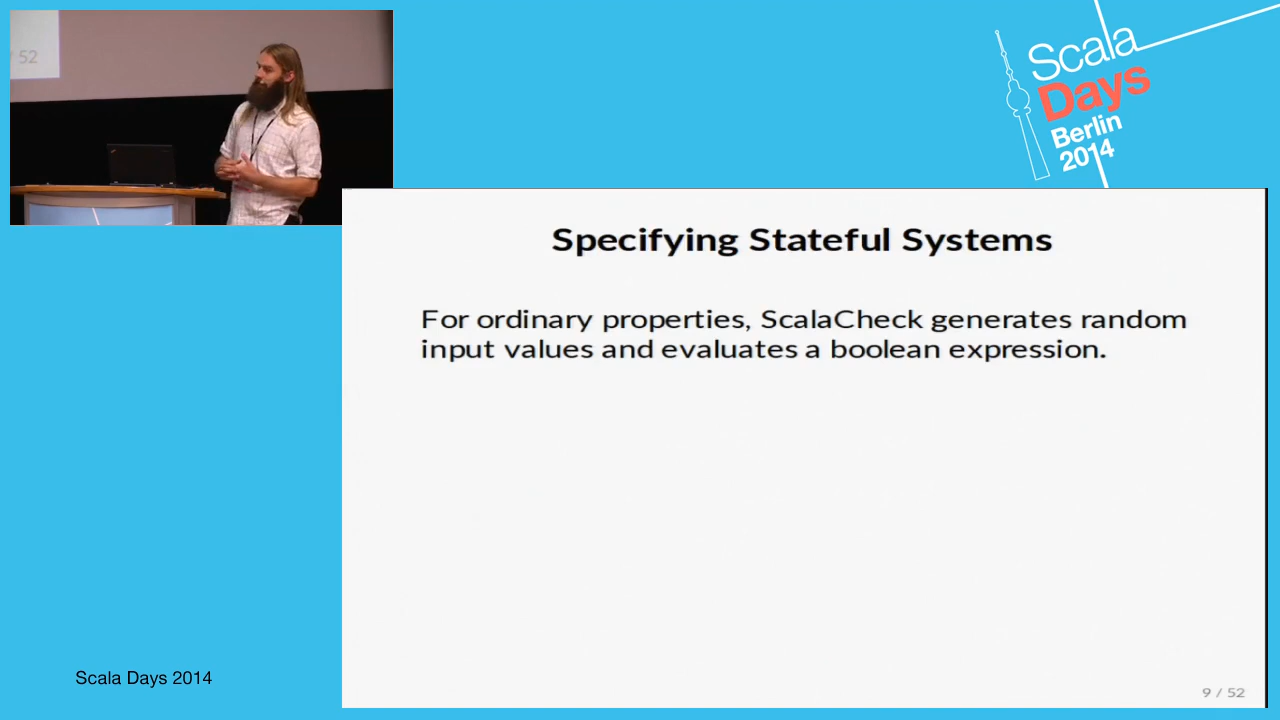 / 52
Scala
Days
Berlin
2014
Specifying Stateful Systems
For ordinary properties, ScalaCheck generates random
input values and evaluates a boolean expression.
9 / 52
Scala Days 2014